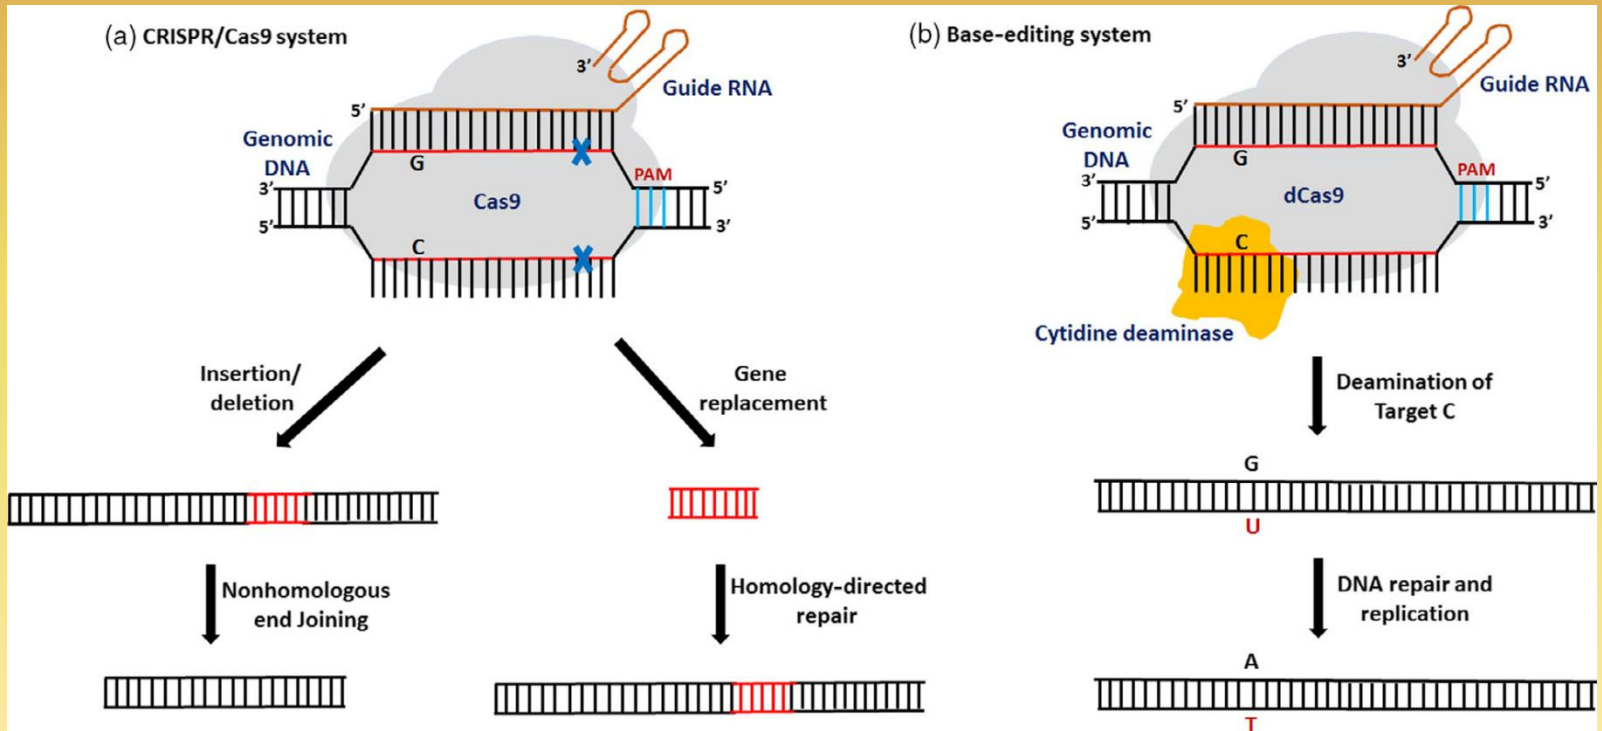 (a) CRISPR/Cas9 system
3’
Guide RNA
5’
Genomic
DNA
G
PAM
3’
5’
Cas9
5’
3’
C
Insertion/
deletion
Gene
replacement
Nonhomologous
end Joining
Homology-directed
repair
(b) Base-editing system
3’
Guide RNA
5’
Genomic
DNA
G
PAM
3’
5’
dCas9
5’
3’
C
Cytidine deaminase
Deamination of
Target C
G
U
DNA repair and
replication
A
T